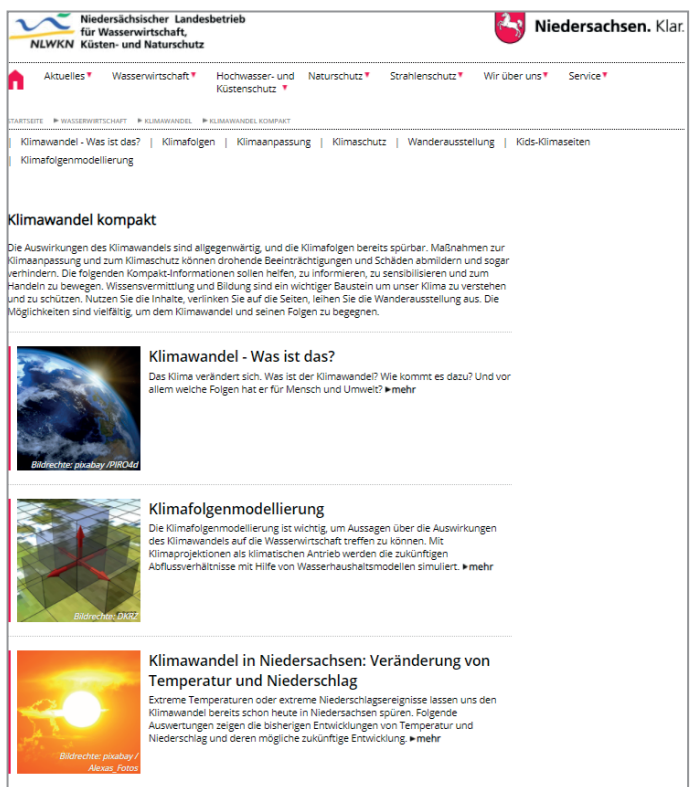 Niedersächsischer Landesbetrieb
für Wasserwirtschaft,
NLWKN Küsten- und Naturschutz
Niedersachsen. Klar.
Aktuelles Wasserwirtschaft Hochwasser- und Küstenschutz Naturschutz Strahlenschutz Wir über uns Service
STARTSEITE ▶ WASSERWIRTSCHAFT ▶ KLIMAWANDEL ▶ KLIMAWANDEL KOMPAKT
| Klimawandel - Was ist das? | Klimafolgen | Klimaanpassung | Klimaschutz | Wanderausstellung | Kids-Klimaseiten
| Klimafolgenmodellierung
Klimawandel kompakt
Die Auswirkungen des Klimawandels sind allgegenwärtig, und die Klimafolgen bereits spürbar. Maßnahmen zur
Klimaanpassung und zum Klimaschutz können drohende Beeinträchtigungen und Schäden abmildern und sogar
verhindern. Die folgenden Kompakt-Informationen sollen helfen, zu informieren, zu sensibilisieren und zum
Handeln zu bewegen. Wissensvermittlung und Bildung sind ein wichtiger Baustein um unser Klima zu verstehen
und zu schützen. Nutzen Sie die Inhalte, verlinken Sie auf die Seiten, leihen Sie die Wanderausstellung aus. Die
Möglichkeiten sind vielfältig, um dem Klimawandel und seinen Folgen zu begegnen.
Klimawandel - Was ist das?
Das Klima verändert sich. Was ist der Klimawandel? Wie kommt es dazu? Und vor
allem welche Folgen hat er für Mensch und Umwelt? ▶mehr
Bildrechte: pixabay /PIRO4d
Klimafolgenmodellierung
Die Klimafolgenmodellierung ist wichtig, um Aussagen über die Auswirkungen
des Klimawandels auf die Wasserwirtschaft treffen zu können. Mit
Klimaprojektionen als klimatischen Antrieb werden die zukünftigen
Abflussverhältnisse mit Hilfe von Wasserhaushaltsmodellen simuliert. ▶mehr
Bildrechte: DKRZ
Klimawandel in Niedersachsen: Veränderung von
Temperatur und Niederschlag
Extreme Temperaturen oder extreme Niederschlagsereignisse lassen uns den
Klimawandel bereits schon heute in Niedersachsen spüren. Folgende
Auswertungen zeigen die bisherigen Entwicklungen von Temperatur und
Niederschlag und deren mögliche zukünftige Entwicklung. ▶mehr
Bildrechte: pixabay /
Alexas_Fotos